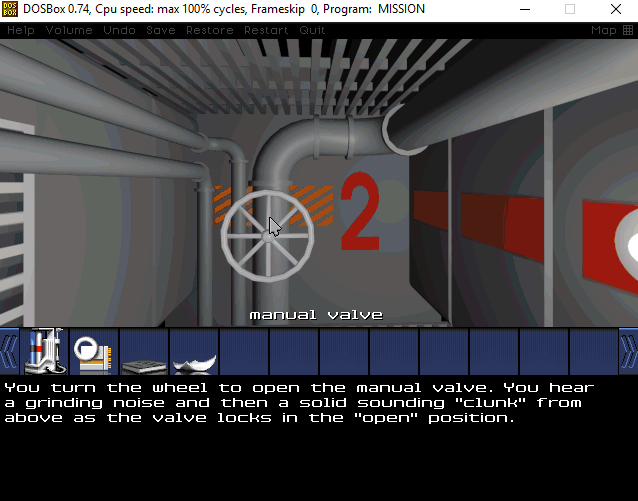 DOSBox 0.74, Cpu speed: max 100% cycles, Frameskip 0, Program: MISSION
Help Volume Undo Save Restore Restart Quit Map
2
manual valve
You turn the wheel to open the manual valve. You hear
a grinding noise and then a solid sounding "clunk" from
above as the valve locks in the "open" position.